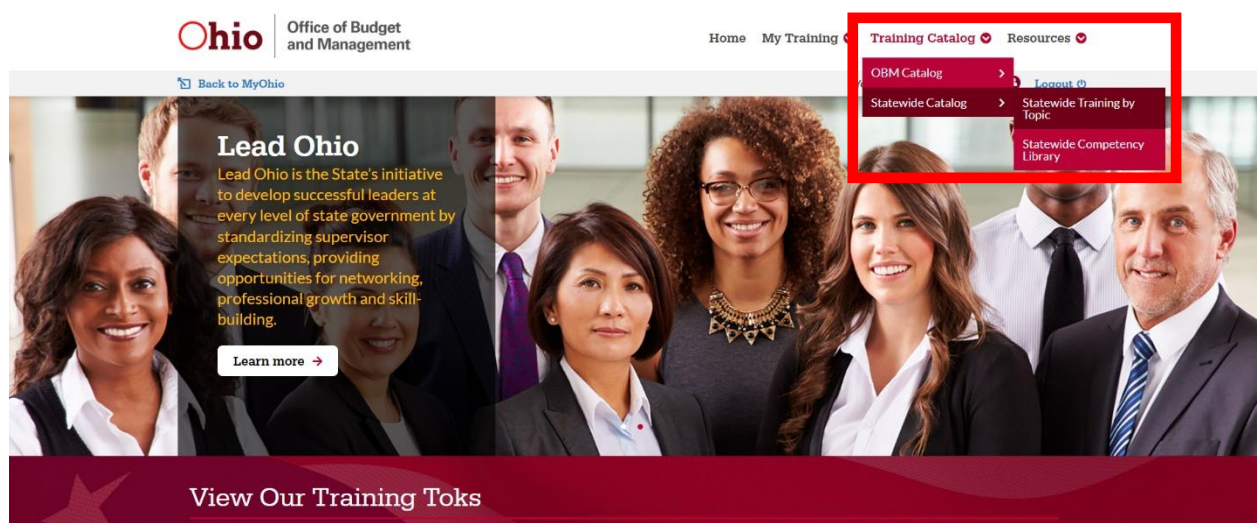 Ohio
Office of Budget
and Management
Home My Training Training Catalog Resources
Back to MyOhio
Logout
OBM Catalog
Statewide Catalog
Statewide Training by
Topic
Statewide Competency
Library
Lead Ohio
Lead Ohio is the State's initiative
to develop successful leaders at
every level of state government by
standardizing supervisor
expectations, providing
opportunities for networking,
professional growth and skill-
building.
Learn more
View Our Training Toks